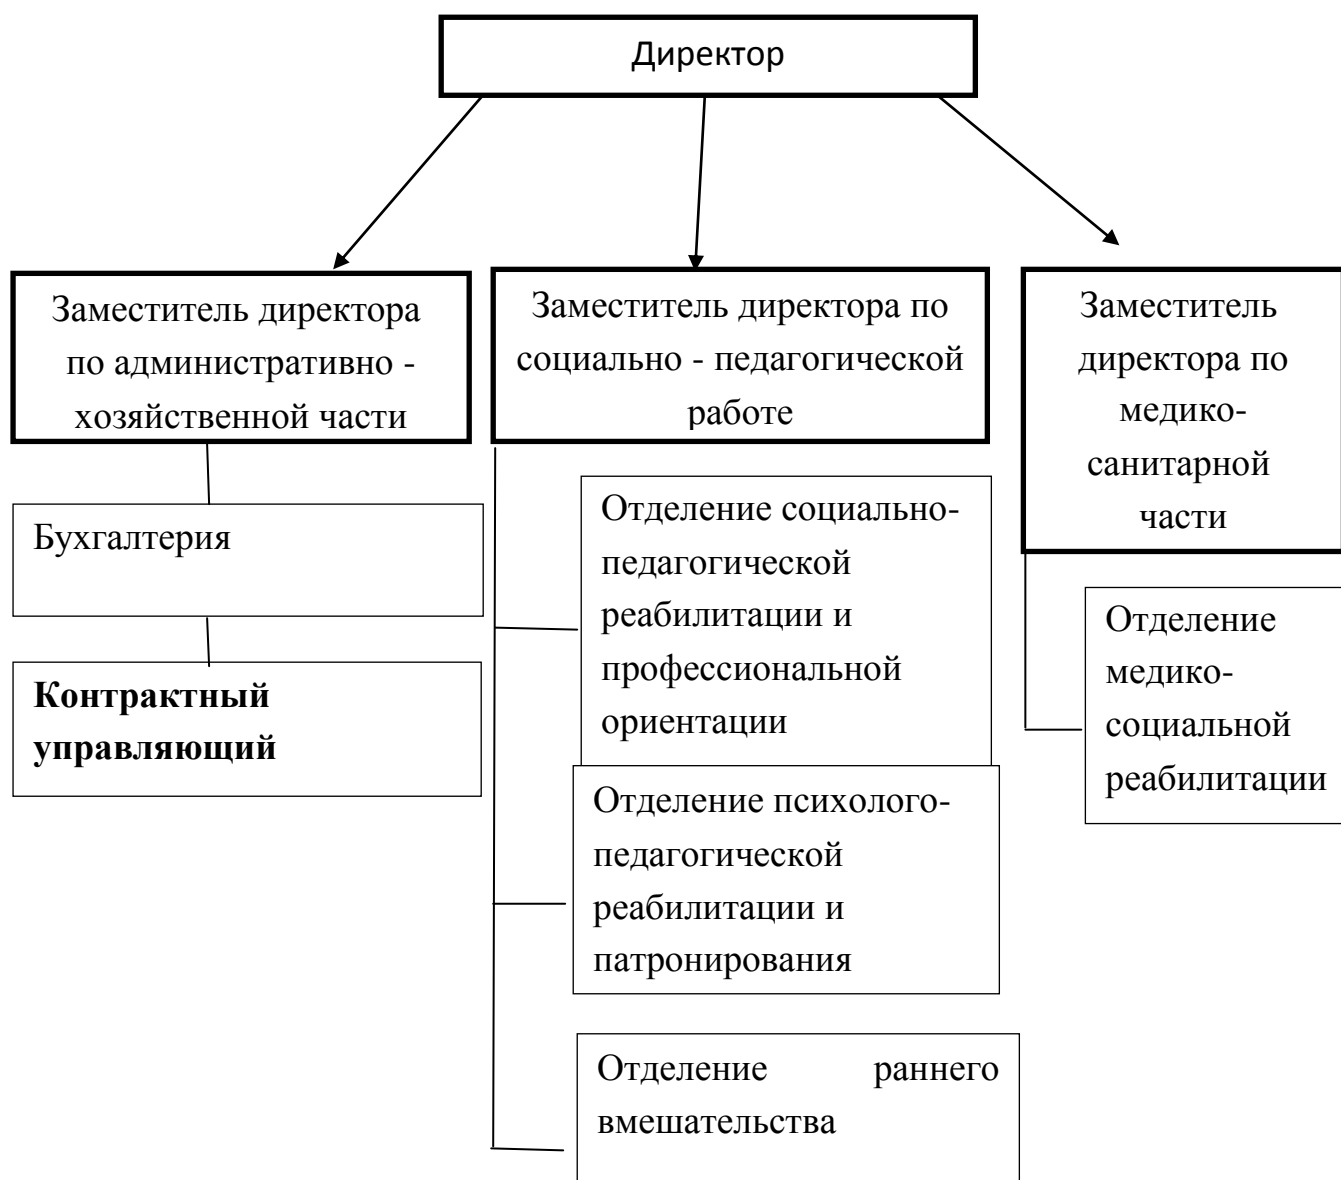 Директор
Заместитель директора
по административно -
хозяйственной части
Заместитель директора по
социально - педагогической
работе
Заместитель
директора по
медико-
санитарной
части
Бухгалтерия
Контрактный
управляющий
Отделение социально-
педагогической
реабилитации и
профессиональной
ориентации
Отделение психолого-
педагогической
реабилитации и
патронирования
Отделение раннего
вмешательства
Отделение
медико-
социальной
реабилитации